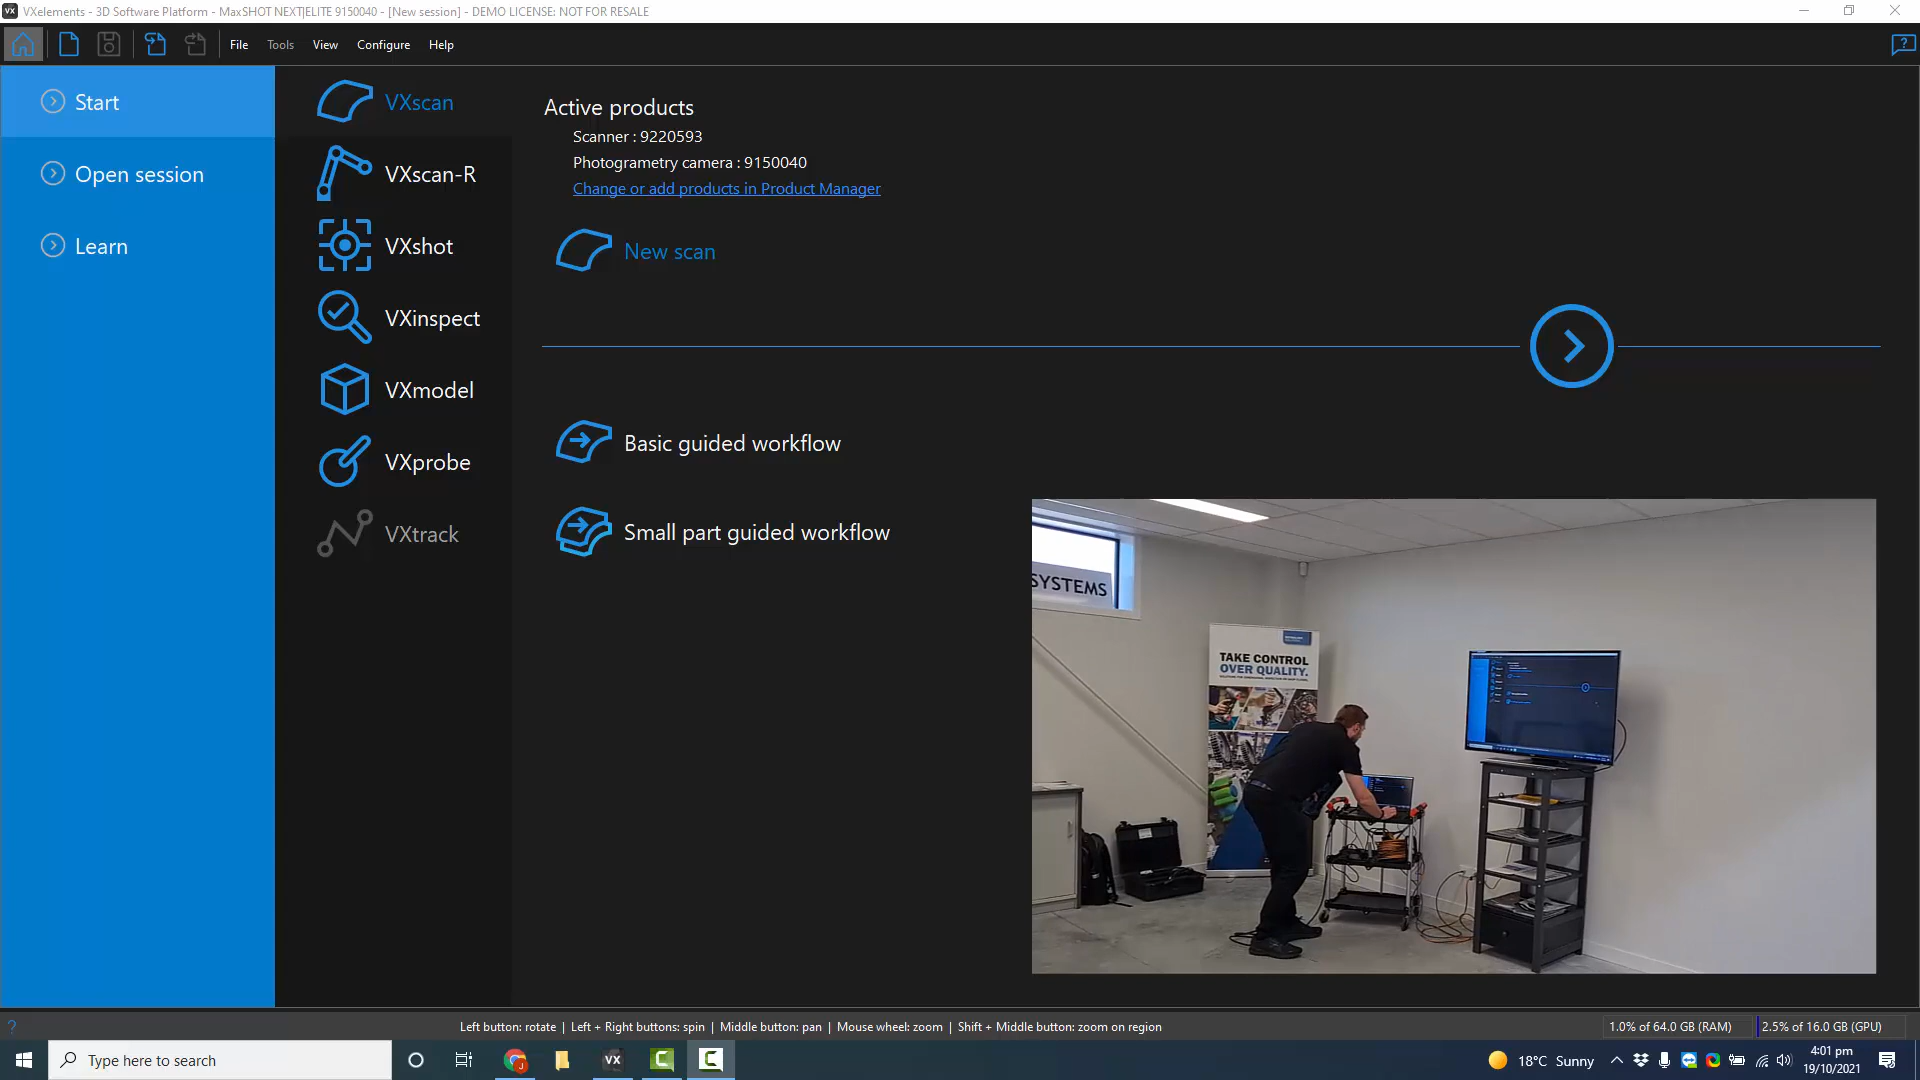 VXelements - 3D Software Platform - MaxSHOT NEXT|ELITE 9150040 - [New session] - DEMO LICENSE: NOT FOR RESALE
File Tools View Configure Help
Start
Open session
Learn
VXscan
VXscan-R
VXshot
VXinspect
VXmodel
VXprobe
VXtrack
Active products
Scanner : 9220593
Photogrametry camera : 9150040
Change or add products in Product Manager
New scan
Basic guided workflow
Small part guided workflow
SYSTEMS
TAKE CONTROL
OVER QUALITY.
Left button: rotate | Left + Right buttons: spin | Middle button: pan | Mouse wheel: zoom | Shift + Middle button: zoom on region
1.0% of 64.0 GB (RAM)
2.5% of 16.0 GB (GPU)
Type here to search
18°C Sunny
4:01 pm
19/10/2021